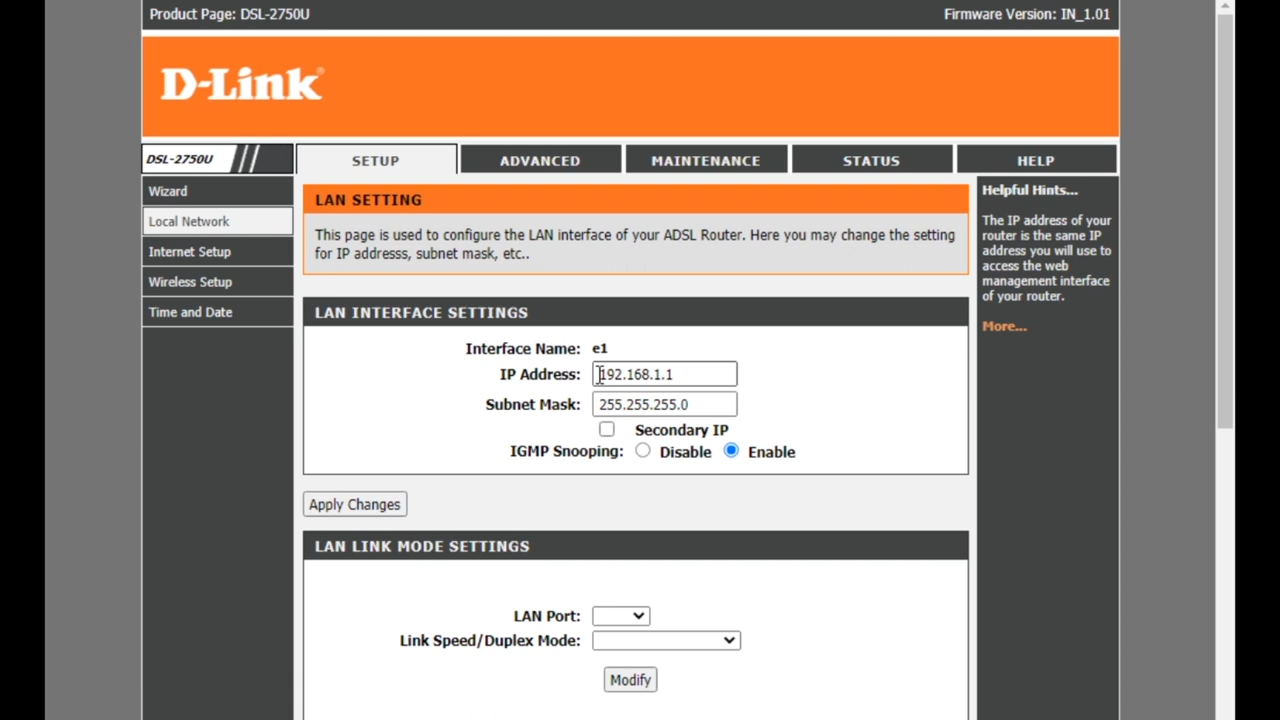 Product Page: DSL-2750U
Firmware Version: IN_1.01
D-Link
DSL-2750U
SETUP
ADVANCED
MAINTENANCE
STATUS
HELP
Wizard
Local Network
Internet Setup
Wireless Setup
Time and Date
LAN SETTING
This page is used to configure the LAN interface of your ADSL Router. Here you may change the setting
for IP addresss, subnet mask, etc..
LAN INTERFACE SETTINGS
Interface Name: e1
IP Address: 192.168.1.1
Subnet Mask: 255.255.255.0
Secondary IP
IGMP Snooping: Disable Enable
Apply Changes
LAN LINK MODE SETTINGS
LAN Port:
Link Speed/Duplex Mode:
Modify
Helpful Hints...
The IP address of your
router is the same IP
address you will use to
access the web
management interface
of your router.
More...